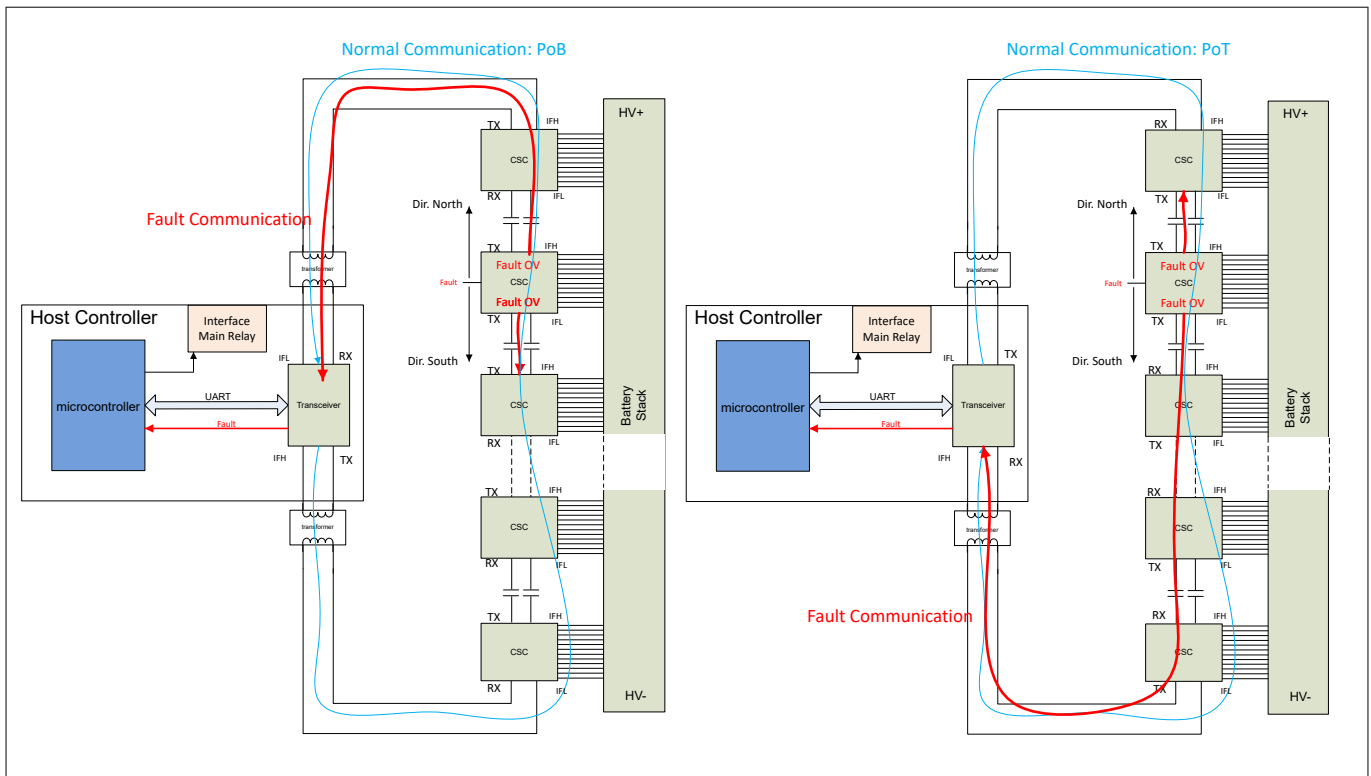 Normal Communication: PoB
TX
IFH
HV+
CSC
RX
IFL
Dir. North
Fault Communication
TX
IFH
Fault OV
transformer
Fault
CSC
Fault OV
Host Controller
Interface
Main Relay
TX
IFL
Dir. South
IFL
RX
TX
IFH
microcontroller
UART
Transceiver
CSC
Battery
Stack
Fault
RX
IFL
IFH
TX
TX
IFH
transformer
CSC
RX
IFL
TX
IFH
CSC
RX
IFL
HV-
Normal Communication: PoT
RX
IFH
HV+
CSC
TX
IFL
Dir. North
TX
IFH
Fault OV
transformer
Fault
CSC
Fault OV
Host Controller
Interface
Main Relay
TX
IFL
Dir. South
IFL
TX
RX
IFH
microcontroller
UART
Transceiver
CSC
Battery
Stack
Fault
TX
IFL
IFH
RX
RX
IFH
transformer
CSC
TX
IFL
Fault Communication
RX
IFH
CSC
TX
IFL
HV-